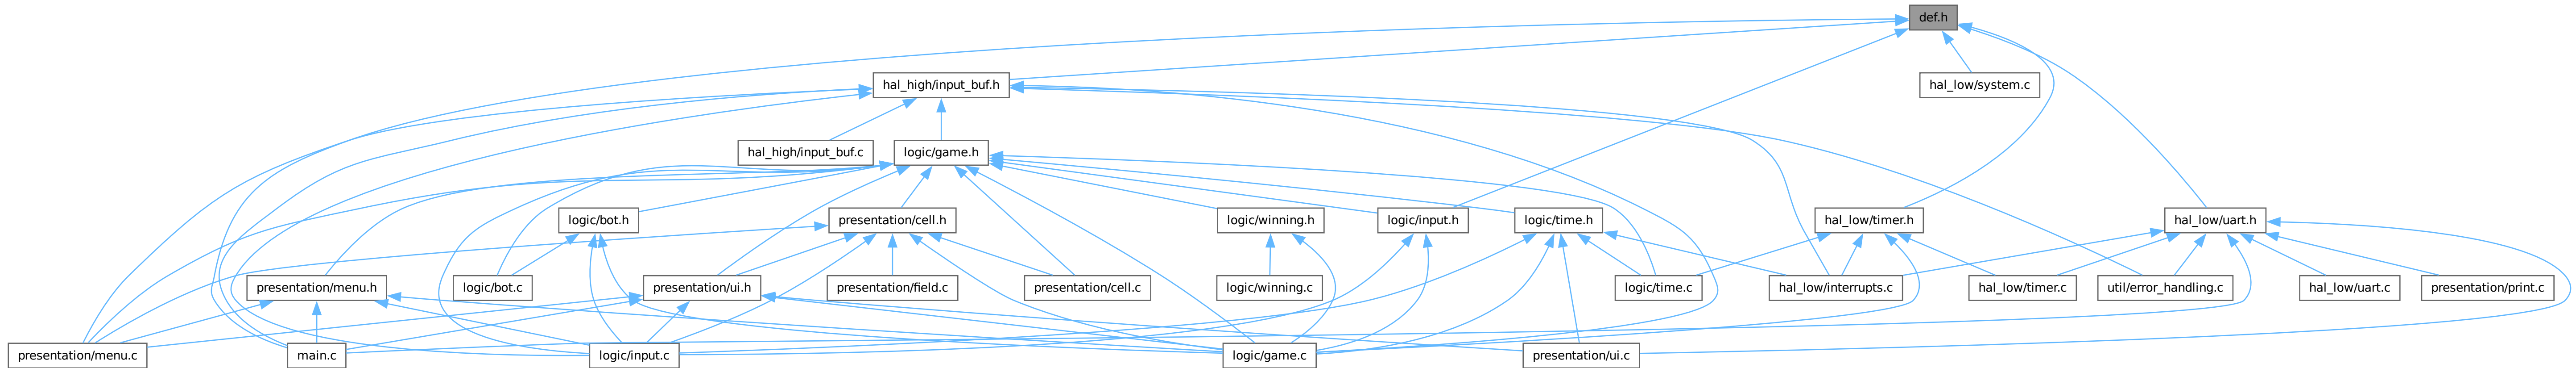 def.h
hal_high/input_buf.h
hal_low/system.c
hal_high/input_buf.c
logic/game.h
logic/bot.h
presentation/cell.h
logic/winning.h
logic/input.h
logic/time.h
hal_low/timer.h
hal_low/uart.h
presentation/menu.h
logic/bot.c
presentation/ui.h
presentation/field.c
presentation/cell.c
logic/winning.c
logic/time.c
hal_low/interrupts.c
hal_low/timer.c
util/error_handling.c
hal_low/uart.c
presentation/print.c
presentation/menu.c
main.c
logic/input.c
logic/game.c
presentation/ui.c